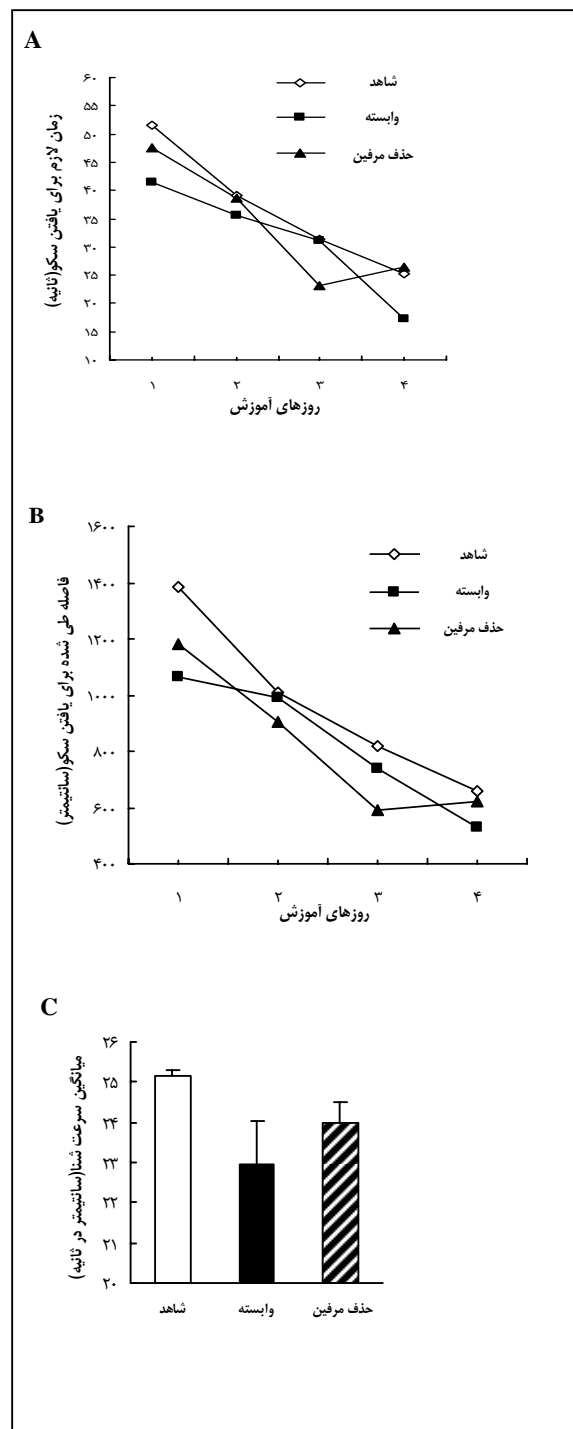 A
شاهد
وابسته
حذف مرفین
زمان لازم برای یافتن سکو(ثانیه)
۶۰
۵۵
۵۰
۴۵
۴۰
۳۵
۳۰
۲۵
۲۰
۱۵
۱۰
۱ ۲ ۳ ۴
روزهای آموزش
B
شاهد
وابسته
حذف مرفین
فاصله طی شده برای یافتن سکو(سانتیمتر)
۱۶۰۰
۱۴۰۰
۱۲۰۰
۱۰۰۰
۸۰۰
۶۰۰
۴۰۰
۱ ۲ ۳ ۴
روزهای آموزش
C
میانگین سرعت شنا(سانتیمتر در ثانیه)
۲۶
۲۵
۲۴
۲۳
۲۲
۲۱
۲۰
شاهد وابسته حذف مرفین